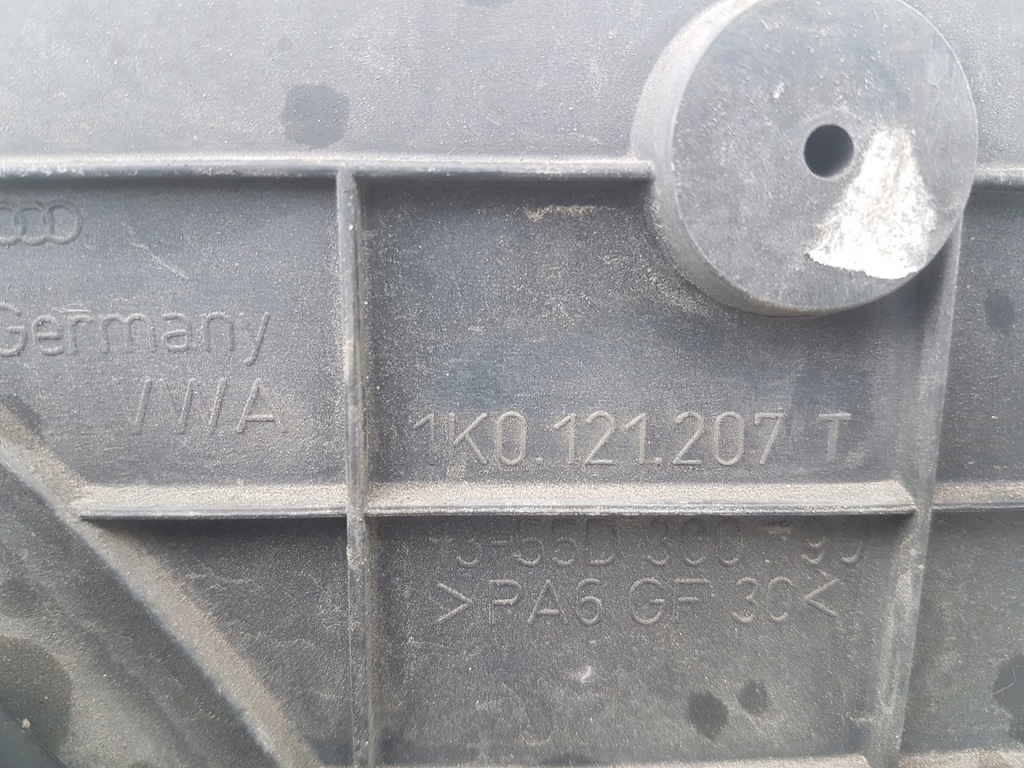 Germany
VWA
1K0.121.207 T
>PA6 GF 30<